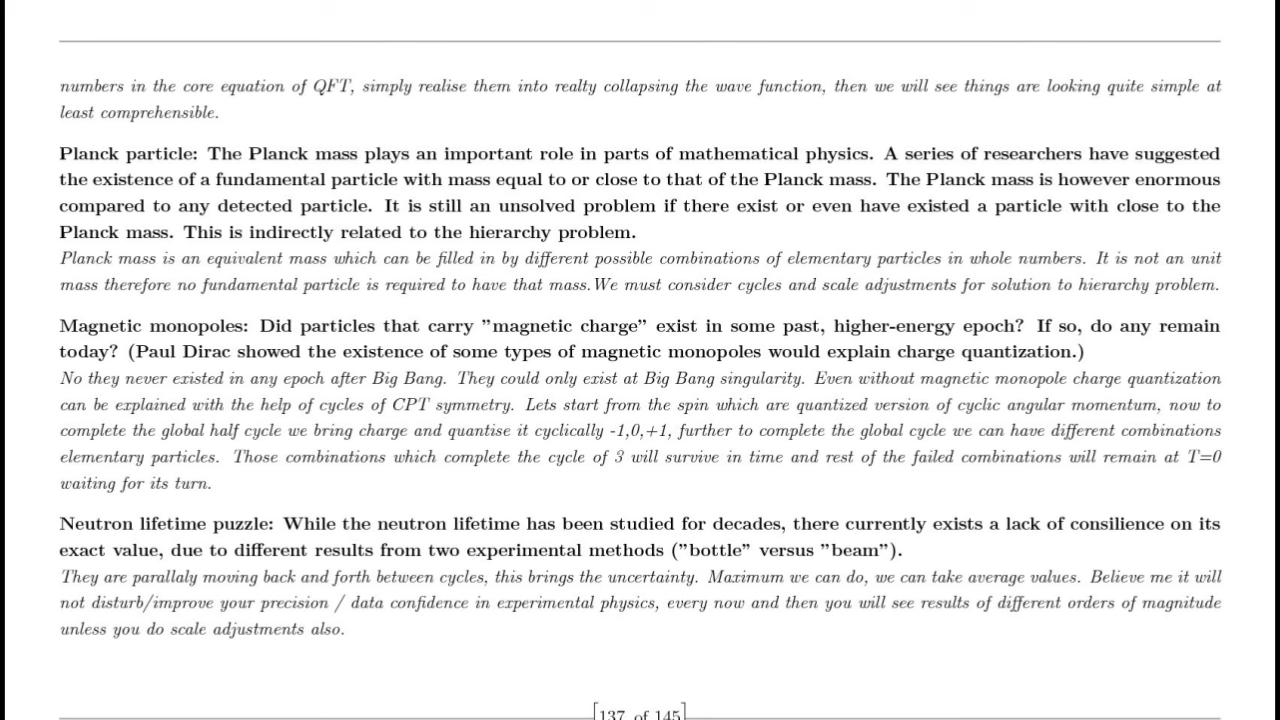 numbers in the core equation of QFT, simply realise them into realty collapsing the wave function, then we will see things are looking quite simple at
least comprehensible.
Planck particle: The Planck mass plays an important role in parts of mathematical physics. A series of researchers have suggested
the existence of a fundamental particle with mass equal to or close to that of the Planck mass. The Planck mass is however enormous
compared to any detected particle. It is still an unsolved problem if there exist or even have existed a particle with close to the
Planck mass. This is indirectly related to the hierarchy problem.
Planck mass is an equivalent mass which can be filled in by different possible combinations of elementary particles in whole numbers. It is not an unit
mass therefore no fundamental particle is required to have that mass.We must consider cycles and scale adjustments for solution to hierarchy problem.
Magnetic monopoles: Did particles that carry ”magnetic charge” exist in some past, higher-energy epoch? If so, do any remain
today? (Paul Dirac showed the existence of some types of magnetic monopoles would explain charge quantization.)
No they never existed in any epoch after Big Bang. They could only exist at Big Bang singularity. Even without magnetic monopole charge quantization
can be explained with the help of cycles of CPT symmetry. Lets start from the spin which are quantized version of cyclic angular momentum, now to
complete the global half cycle we bring charge and quantise it cyclically -1,0,+1, further to complete the global cycle we can have different combinations
elementary particles. Those combinations which complete the cycle of 3 will survive in time and rest of the failed combinations will remain at T=0
waiting for its turn.
Neutron lifetime puzzle: While the neutron lifetime has been studied for decades, there currently exists a lack of consilience on its
exact value, due to different results from two experimental methods (”bottle” versus ”beam”).
They are parallaly moving back and forth between cycles, this brings the uncertainty. Maximum we can do, we can take average values. Believe me it will
not disturb/improve your precision / data confidence in experimental physics, every now and then you will see results of different orders of magnitude
unless you do scale adjustments also.
[137 of 145]